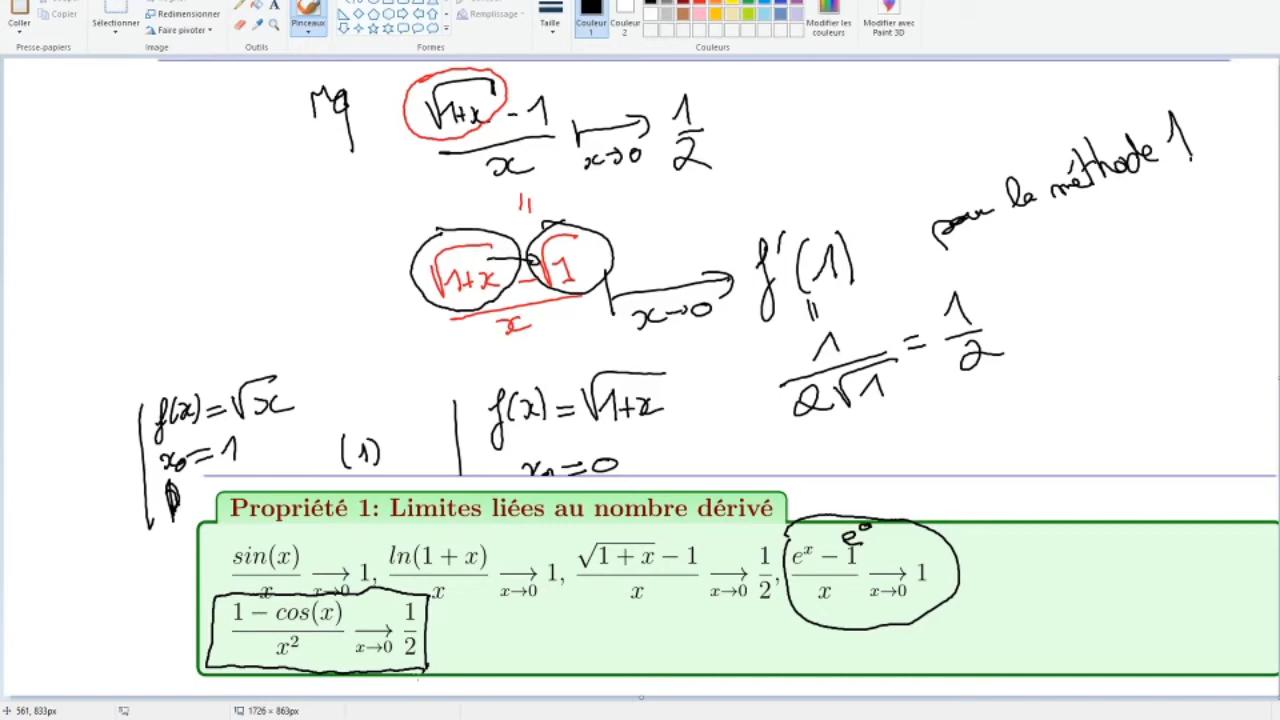 Coller
Copier
Sélectionner
Redimensionner
Faire pivoter
Pinceaux
Remplissage
Taille
Couleur 1
Couleur 2
Modifier les couleurs
Modifier avec Paint 3D
Presse-papiers Image Outils Formes Couleurs
Mq (√(1+x) - 1)/x ⟼ x→0 1/2
pour la méthode 1
=
(√(1+x) - √1)/x ⟼ x→0 f'(1)
= 1/(2√1) = 1/2
f(x) = √x
x₀ = 1 (1)
f(x) = √(1+x)
x₀ = 0
Propriété 1: Limites liées au nombre dérivé
sin(x)/x ⟶ x→0 1, ln(1 + x)/x ⟶ x→0 1, (√(1 + x) − 1)/x ⟶ x→0 1/2, (eˣ − 1)/x ⟶ x→0 1
e⁰
(1 − cos(x))/x² ⟶ x→0 1/2
561, 833px 1726 × 863px